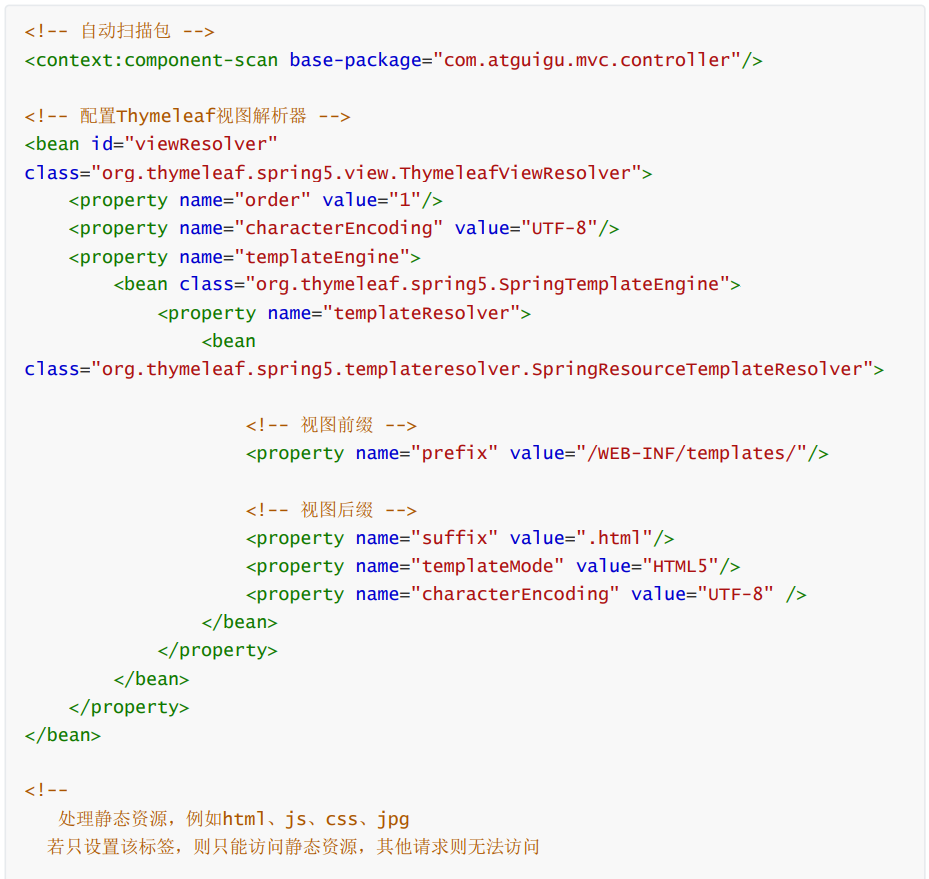 <!-- 自动扫描包 -->
<context:component-scan base-package="com.atguigu.mvc.controller"/>
<!-- 配置Thymeleaf视图解析器 -->
<bean id="viewResolver"
class="org.thymeleaf.spring5.view.ThymeleafViewResolver">
<property name="order" value="1"/>
<property name="characterEncoding" value="UTF-8"/>
<property name="templateEngine">
<bean class="org.thymeleaf.spring5.SpringTemplateEngine">
<property name="templateResolver">
<bean
class="org.thymeleaf.spring5.templateresolver.SpringResourceTemplateResolver">
<!-- 视图前缀 -->
<property name="prefix" value="/WEB-INF/templates/"/>
<!-- 视图后缀 -->
<property name="suffix" value=".html"/>
<property name="templateMode" value="HTML5"/>
<property name="characterEncoding" value="UTF-8" />
</bean>
</property>
</bean>
</property>
</bean>
<!--
处理静态资源，例如html、js、css、jpg
若只设置该标签，则只能访问静态资源，其他请求则无法访问